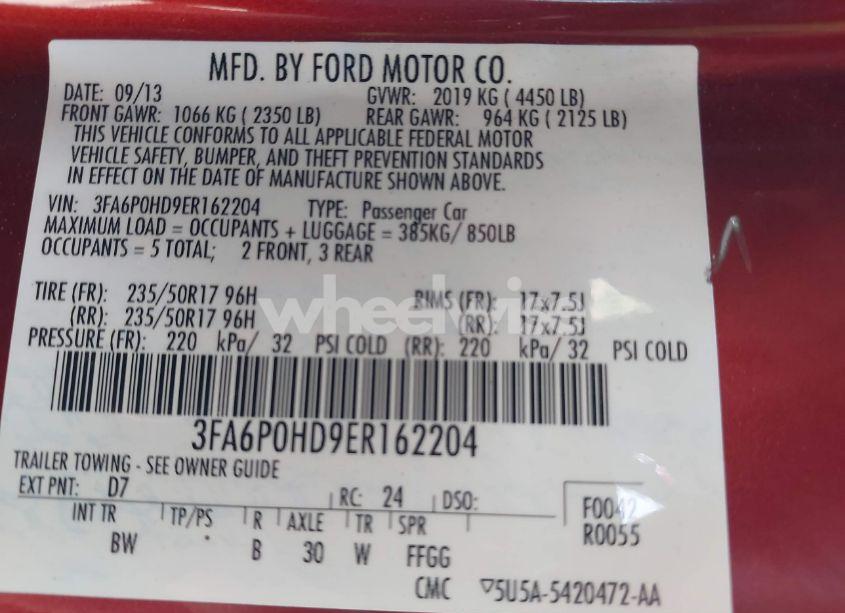 MFD. BY FORD MOTOR CO.
DATE: 09/13 GVWR: 2019 KG ( 4450 LB)
FRONT GAWR: 1066 KG ( 2350 LB) REAR GAWR: 964 KG ( 2125 LB)
THIS VEHICLE CONFORMS TO ALL APPLICABLE FEDERAL MOTOR
VEHICLE SAFETY, BUMPER, AND THEFT PREVENTION STANDARDS
IN EFFECT ON THE DATE OF MANUFACTURE SHOWN ABOVE.
VIN: 3FA6P0HD9ER162204 TYPE: Passenger Car
MAXIMUM LOAD = OCCUPANTS + LUGGAGE = 385KG/ 850LB
OCCUPANTS = 5 TOTAL; 2 FRONT, 3 REAR
TIRE (FR): 235/50R17 96H RIMS (FR): 17x7.5J
(RR): 235/50R17 96H (RR): 17x7.5J
PRESSURE (FR): 220 kPa/ 32 PSI COLD (RR): 220 kPa/ 32 PSI COLD
3FA6P0HD9ER162204
TRAILER TOWING - SEE OWNER GUIDE
EXT PNT: D7 RC: 24 DSO: F0042
INT TR TP/PS R AXLE TR SPR R0055
BW B 30 W FFGG
CMC 5U5A-5420472-AA